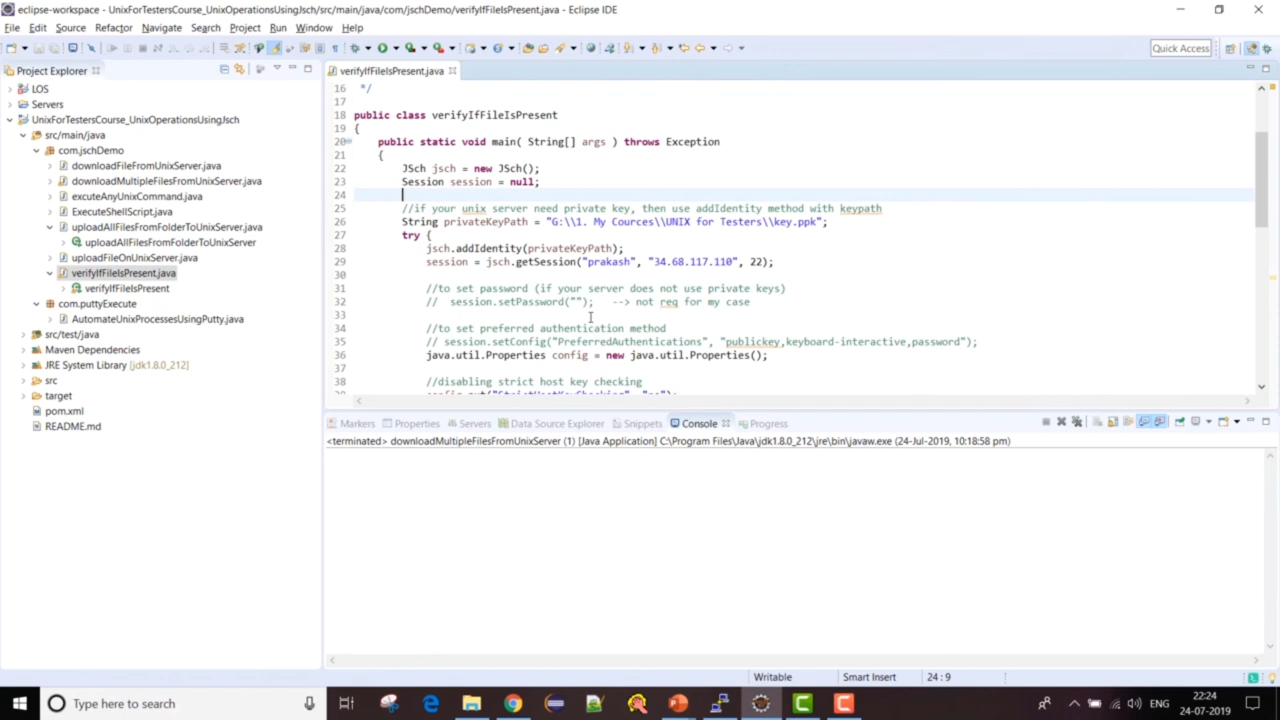 eclipse-workspace - UnixForTestersCourse_UnixOperationsUsingJsch/src/main/java/com/jschDemo/verifyIfFileIsPresent.java - Eclipse IDE
File Edit Source Refactor Navigate Search Project Run Window Help
Quick Access
Project Explorer
verifyIfFileIsPresent.java
LOS
Servers
UnixForTestersCourse_UnixOperationsUsingJsch
src/main/java
com.jschDemo
downloadFileFromUnixServer.java
downloadMultipleFilesFromUnixServer.java
excuteAnyUnixCommand.java
ExecuteShellScript.java
uploadAllFilesFromFolderToUnixServer.java
uploadAllFilesFromFolderToUnixServer
uploadFileOnUnixServer.java
verifyIfFileIsPresent.java
verifyIfFileIsPresent
com.puttyExecute
AutomateUnixProcessesUsingPutty.java
src/test/java
Maven Dependencies
JRE System Library [jdk1.8.0_212]
src
target
pom.xml
README.md
16 */
17
18 public class verifyIfFileIsPresent
19 {
20 public static void main( String[] args ) throws Exception
21 {
22 JSch jsch = new JSch();
23 Session session = null;
24
25 //if your unix server need private key, then use addIdentity method with keypath
26 String privateKeyPath = "G:\\1. My Cources\\UNIX for Testers\\key.ppk";
27 try {
28 jsch.addIdentity(privateKeyPath);
29 session = jsch.getSession("prakash", "34.68.117.110", 22);
30
31 //to set password (if your server does not use private keys)
32 // session.setPassword(""); --> not req for my case
33
34 //to set preferred authentication method
35 // session.setConfig("PreferredAuthentications", "publickey,keyboard-interactive,password");
36 java.util.Properties config = new java.util.Properties();
37
38 //disabling strict host key checking
Markers Properties Servers Data Source Explorer Snippets Console Progress
<terminated> downloadMultipleFilesFromUnixServer (1) [Java Application] C:\Program Files\Java\jdk1.8.0_212\jre\bin\javaw.exe (24-Jul-2019, 10:18:58 pm)
Writable Smart Insert 24 : 9
Type here to search
ENG
22:24
24-07-2019